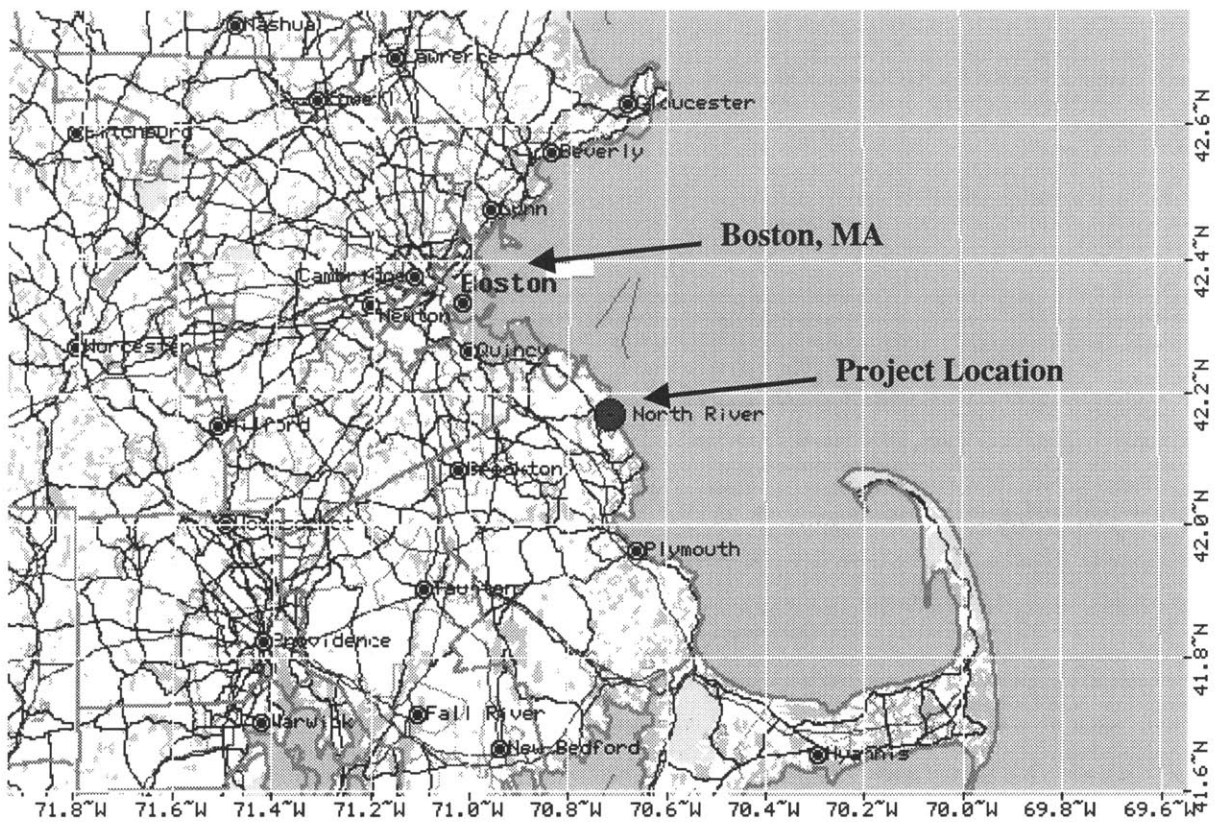 Nashua
Lawrence
Lowell
Gloucester
42.6~N
Fitchburg
Beverly
Lynn
Boston, MA
42.4~N
Cambridge
Boston
Newton
Worcester
Quincy
Project Location
42.2~N
North River
Milford
Brockton
Woonsocket
42.0~N
Plymouth
Taunton
Providence
41.8~N
Fall River
Warwick
New Bedford
Hyannis
41.6~N
71.8~W 71.6~W 71.4~W 71.2~W 71.0~W 70.8~W 70.6~W 70.4~W 70.2~W 70.0~W 69.8~W 69.6~W